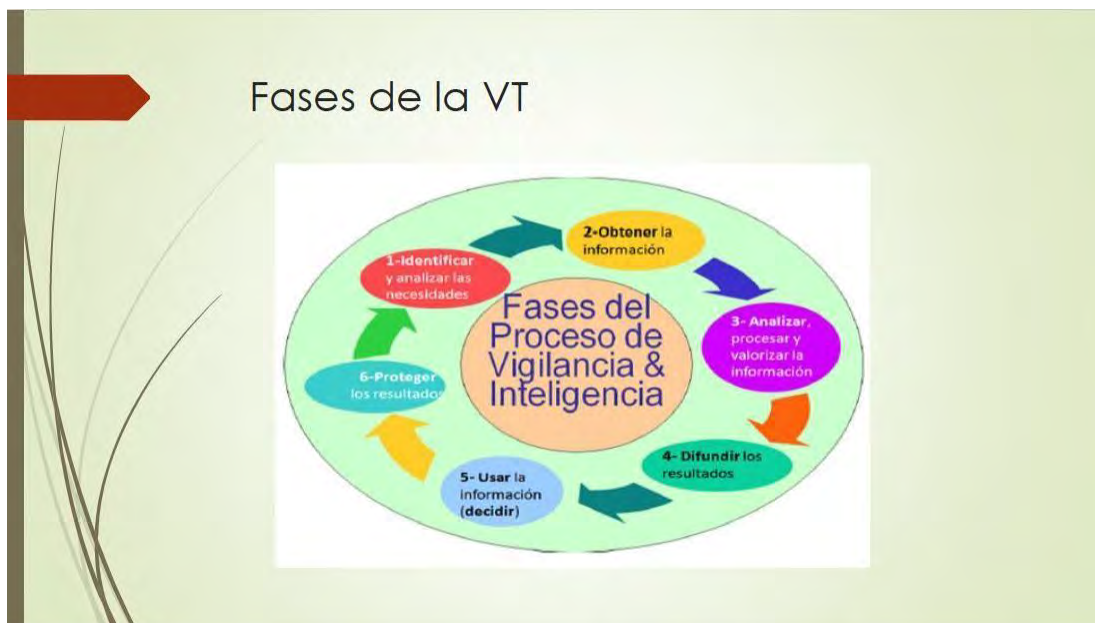 Fases de la VT
1-Identificar
y analizar las
necesidades
2-Obtener la
información
3- Analizar,
procesar y
valorizar la
información
4- Difundir los
resultados
5- Usar la
información
(decidir)
6-Proteger
los resultados
Fases del
Proceso de
Vigilancia &
Inteligencia